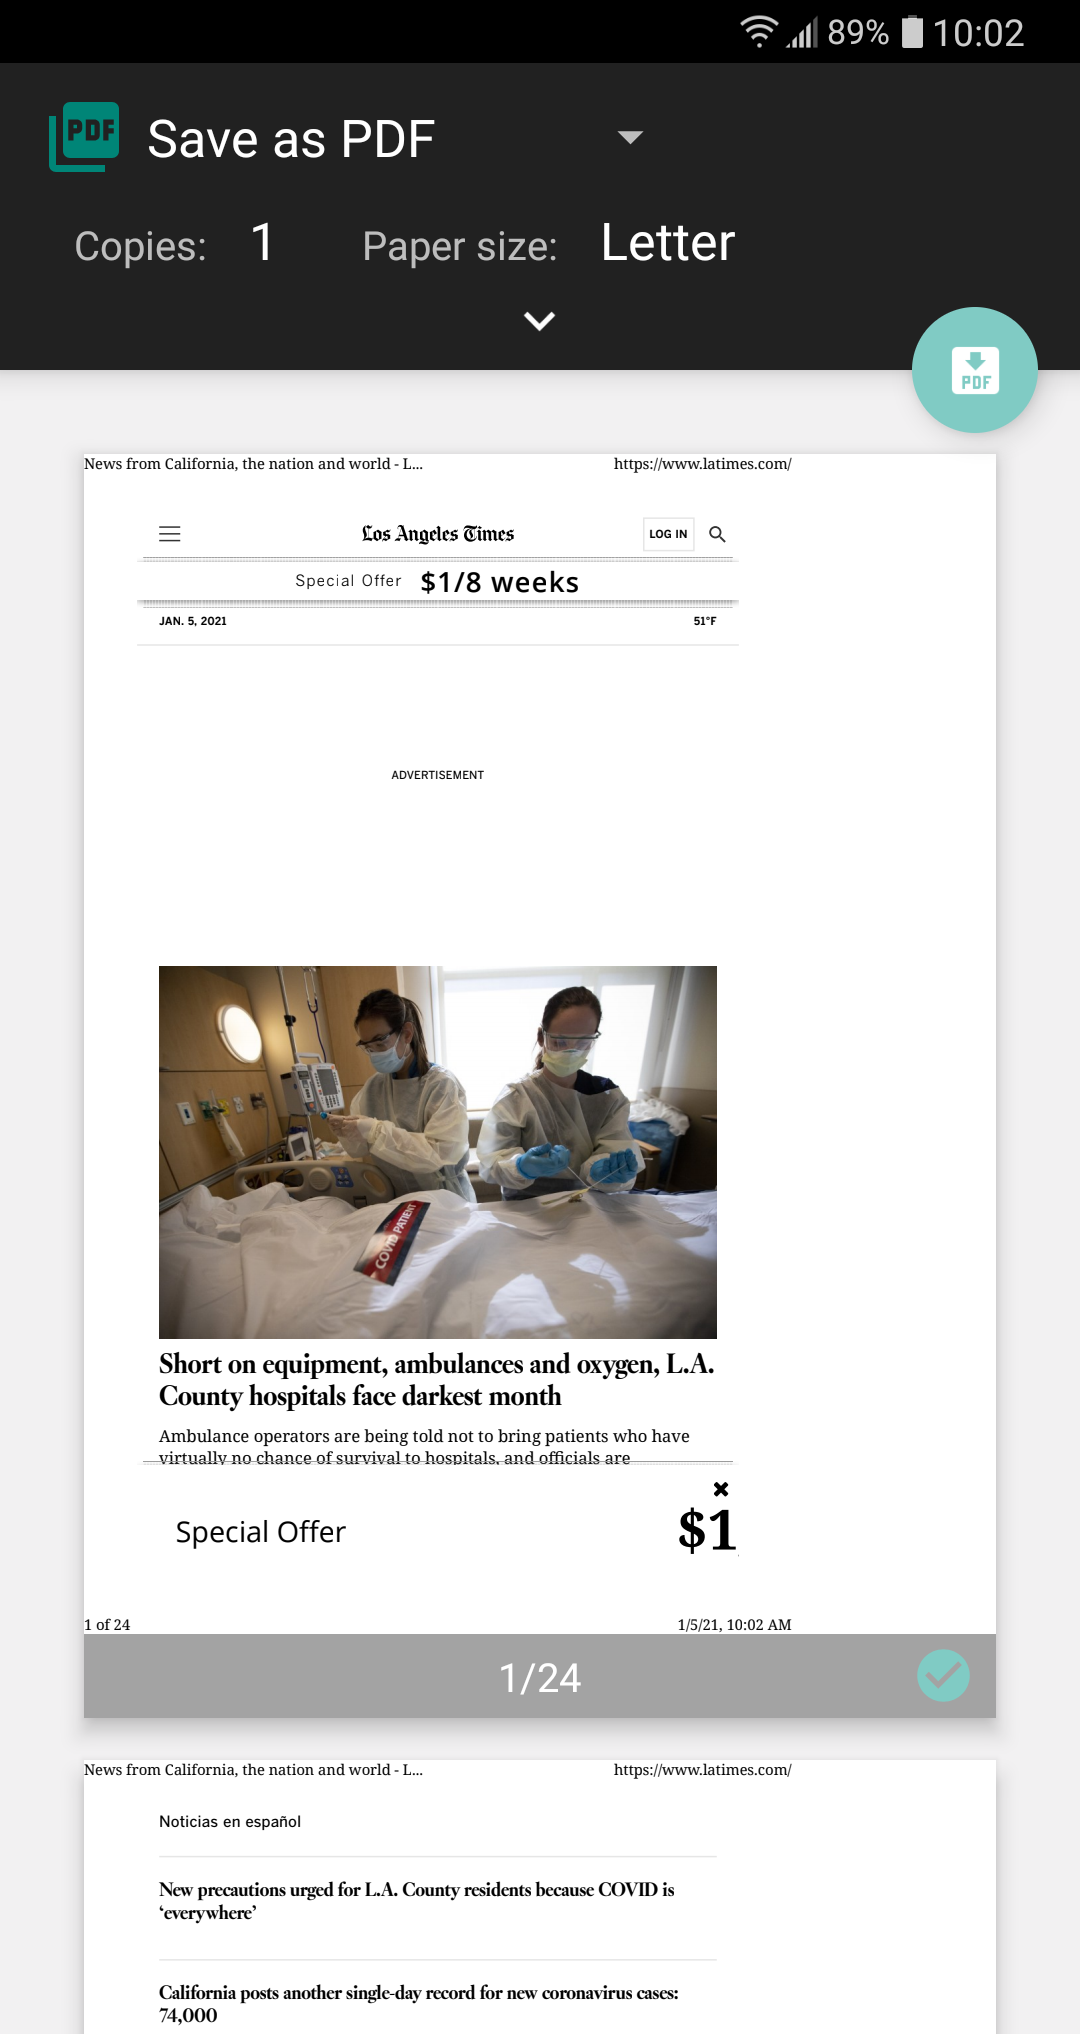 89% 10:02
PDF Save as PDF
Copies: 1 Paper size: Letter
PDF
News from California, the nation and world - L... https://www.latimes.com/
Los Angeles Times LOG IN
Special Offer $1/8 weeks
JAN. 5, 2021 51°F
ADVERTISEMENT
COVID PATIENT
Short on equipment, ambulances and oxygen, L.A.
County hospitals face darkest month
Ambulance operators are being told not to bring patients who have
virtually no chance of survival to hospitals, and officials are
Special Offer $1
1 of 24 1/5/21, 10:02 AM
1/24
News from California, the nation and world - L... https://www.latimes.com/
Noticias en español
New precautions urged for L.A. County residents because COVID is
‘everywhere’
California posts another single-day record for new coronavirus cases:
74,000